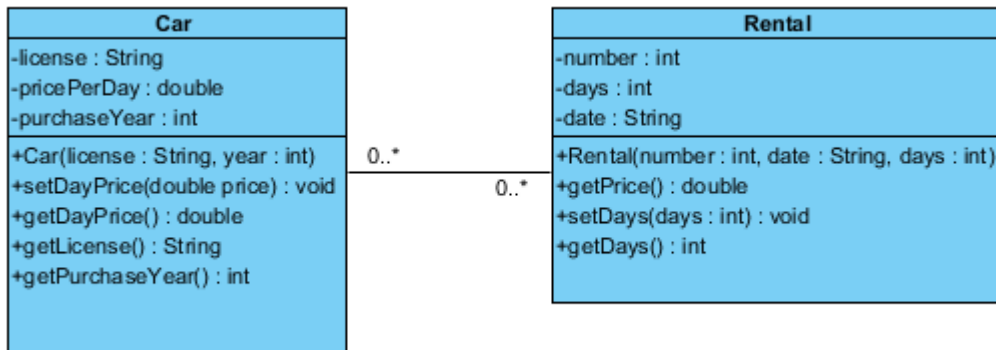 Car
-license : String
-pricePerDay : double
-purchaseYear : int
+Car(license : String, year : int)
+setDayPrice(double price) : void
+getDayPrice() : double
+getLicense() : String
+getPurchaseYear() : int
0..*
0..*
Rental
-number : int
-days : int
-date : String
+Rental(number : int, date : String, days : int)
+getPrice() : double
+setDays(days : int) : void
+getDays() : int